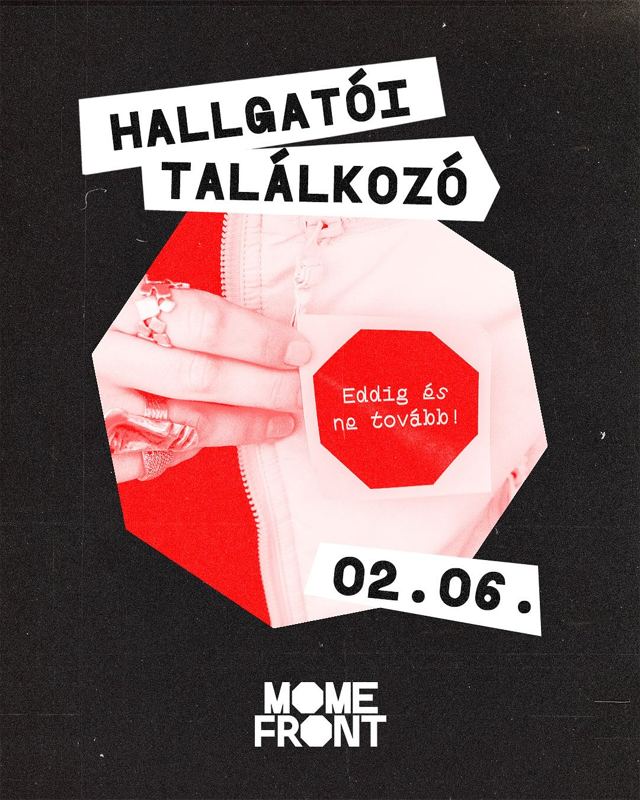 HALLGATÓI
TALÁLKOZÓ
Eddig és
ne tovább!
02.06.
MOME
FRONT